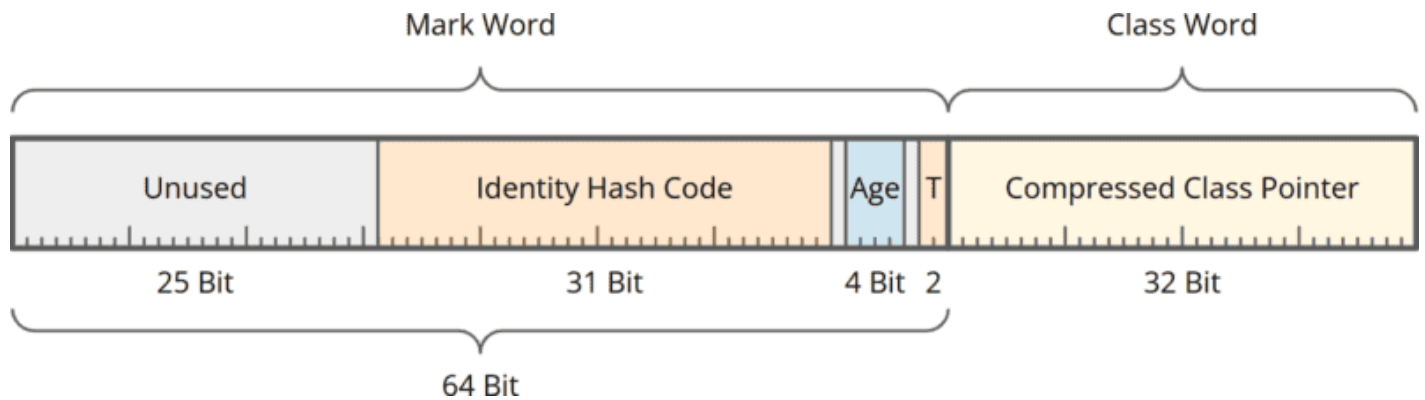 Mark Word Class Word
Unused Identity Hash Code Age T Compressed Class Pointer
25 Bit 31 Bit 4 Bit 2 32 Bit
64 Bit